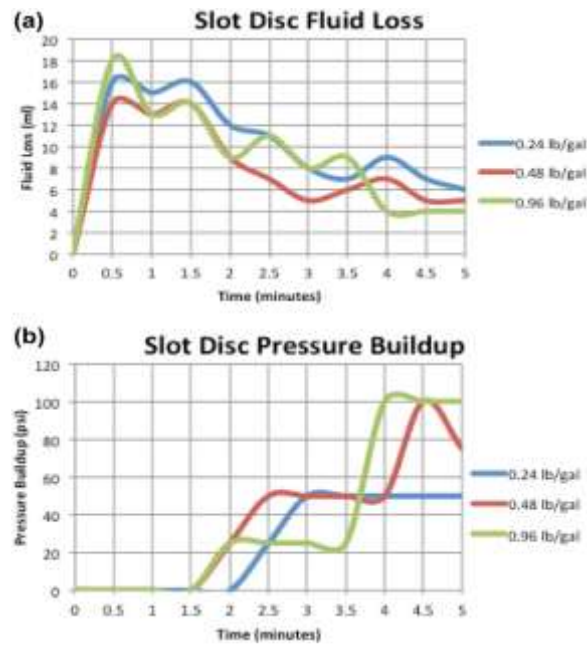 (a)
Slot Disc Fluid Loss
20
18
16
14
12
10
8
6
4
2
0
Fluid Loss (ml)
0 0.5 1 1.5 2 2.5 3 3.5 4 4.5 5
Time (minutes)
0.24 lb/gal
0.48 lb/gal
0.96 lb/gal
(b)
Slot Disc Pressure Buildup
120
100
80
60
40
20
0
Pressure Buildup (psi)
0 0.5 1 1.5 2 2.5 3 3.5 4 4.5 5
Time (minutes)
0.24 lb/gal
0.48 lb/gal
0.96 lb/gal